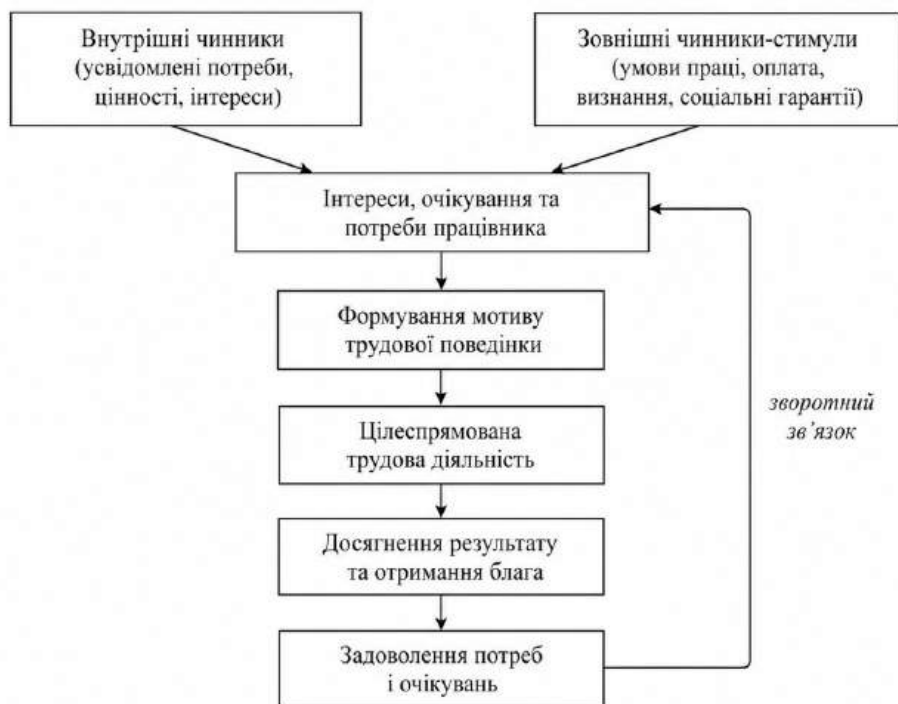 Внутрішні чинники
(усвідомлені потреби,
цінності, інтереси)
Зовнішні чинники-стимули
(умови праці, оплата,
визнання, соціальні гарантії)
Інтереси, очікування та
потреби працівника
Формування мотиву
трудової поведінки
зворотний
зв’язок
Цілеспрямована
трудова діяльність
Досягнення результату
та отримання блага
Задоволення потреб
і очікувань